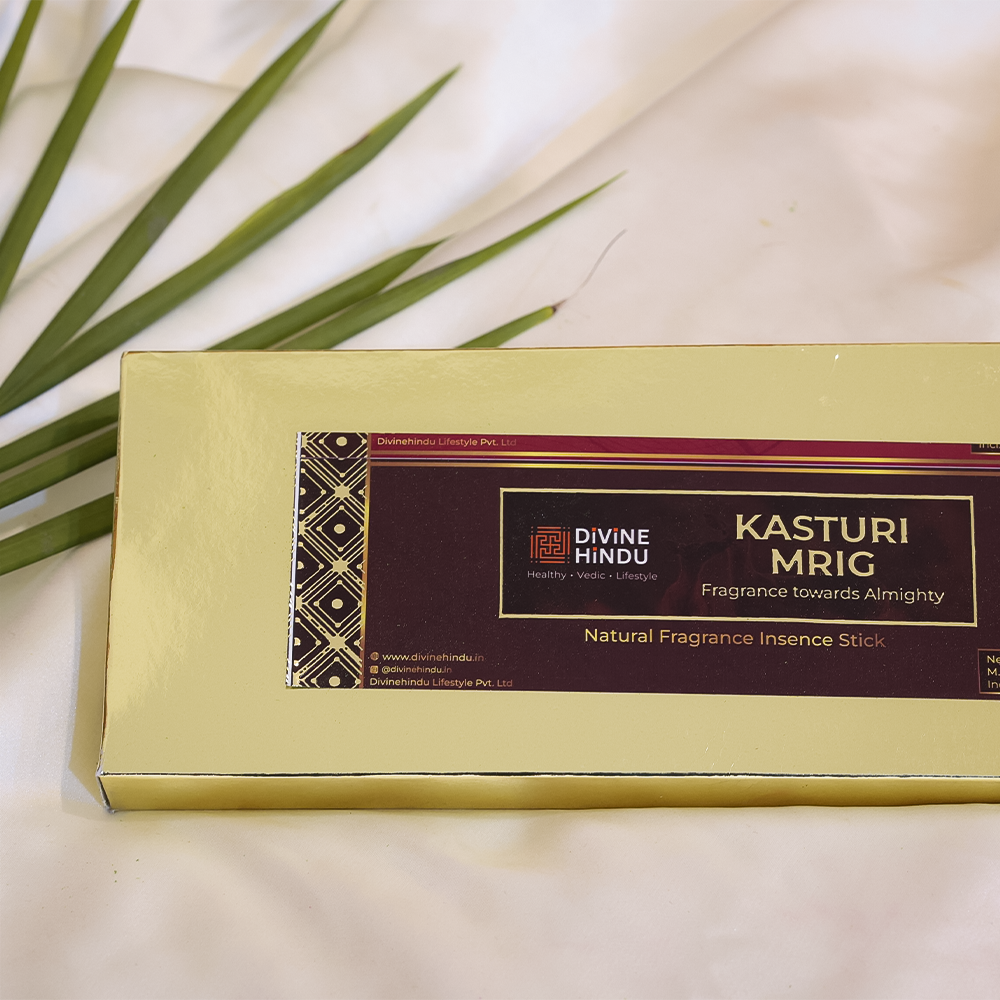 Divinehindu Lifestyle Pvt. Ltd
DiViNE
HiNDU
Healthy • Vedic • Lifestyle
KASTURI
MRIG
Fragrance towards Almighty
Natural Fragrance Insence Stick
www.divinehindu.in
@divinehindu.in
Divinehindu Lifestyle Pvt. Ltd
Ne
M.